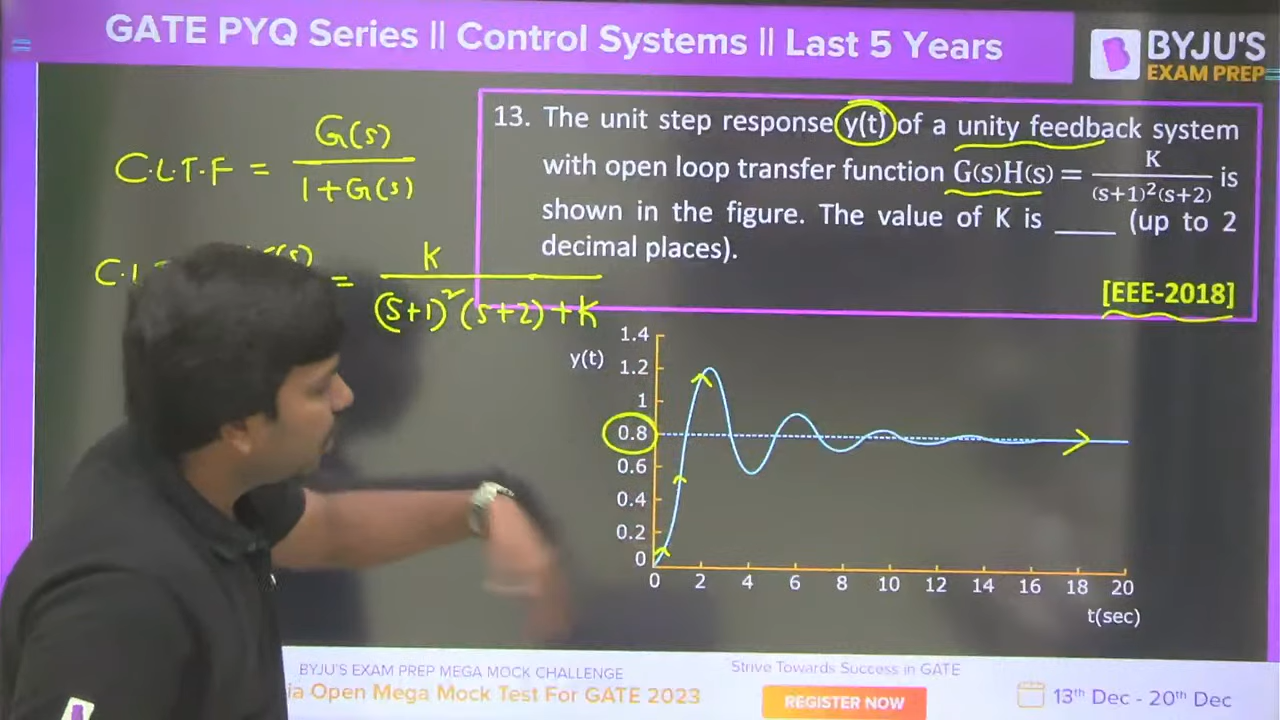 GATE PYQ Series || Control Systems || Last 5 Years
BYJU'S
EXAM PREP
13. The unit step response y(t) of a unity feedback system
with open loop transfer function G(s)H(s) = K/((s+1)²(s+2)) is
shown in the figure. The value of K is ____ (up to 2
decimal places).
[EEE-2018]
C.L.T.F = G(s)/(1+G(s))
= K/((s+1)²(s+2)+K)
y(t)
1.4
1.2
1
0.8
0.6
0.4
0.2
0
0 2 4 6 8 10 12 14 16 18 20
t(sec)
BYJU'S EXAM PREP MEGA MOCK CHALLENGE
ia Open Mega Mock Test For GATE 2023
Strive Towards Success in GATE
REGISTER NOW
13th Dec - 20th Dec